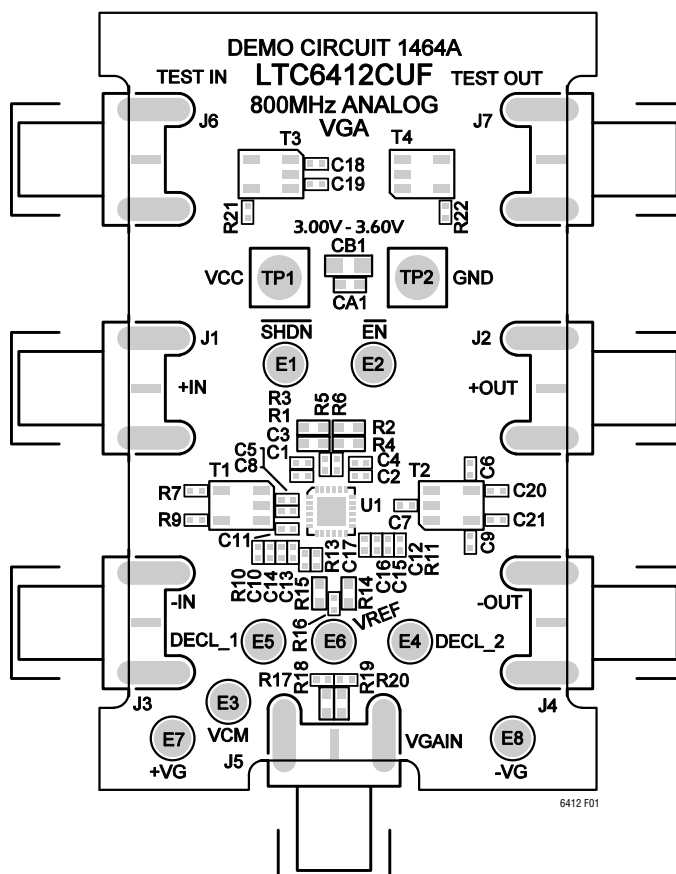 DEMO CIRCUIT 1464A
LTC6412CUF
TEST IN
TEST OUT
800MHz ANALOG
VGA
J6
J7
T3
T4
C18
C19
R21
R22
3.00V - 3.60V
CB1
VCC
TP1
TP2
GND
CA1
SHDN
EN
J1
J2
E1
E2
+IN
+OUT
R3
R1
R5
R6
R2
C3
R4
C5
C1
C8
C4
C2
T1
T2
C6
R7
U1
C20
C7
R9
C21
C11
C9
R10
C10
C14
C13
R13
C17
C16
C15
C12
R11
R15
R14
-IN
-OUT
R16
VREF
DECL_1
E5
E6
E4
DECL_2
R17
R18
R19
R20
J3
E3
J4
VCM
E7
J5
VGAIN
E8
+VG
-VG
6412 F01